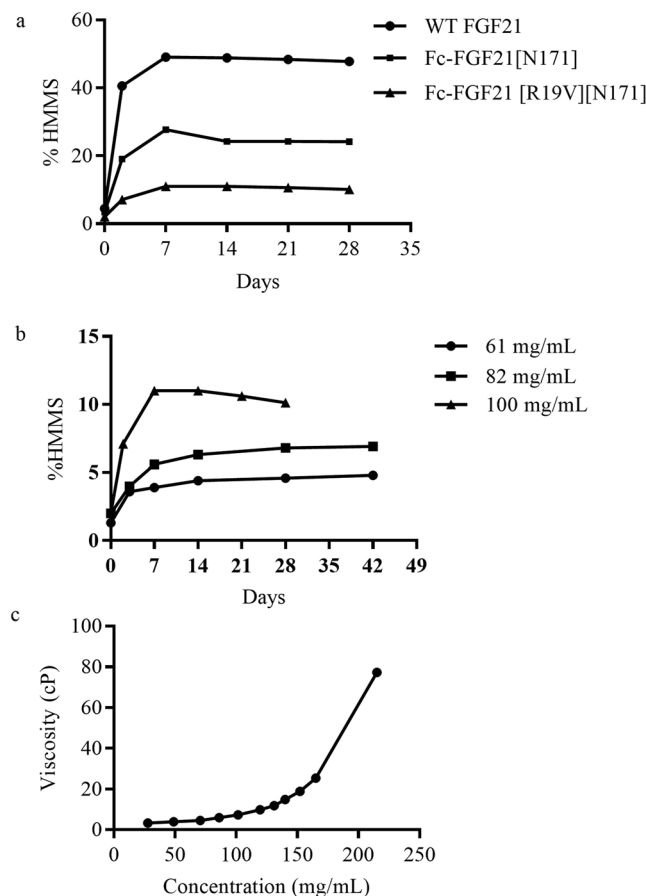 a
% HMMS
60
40
20
0
0 7 14 21 28 35
Days
WT FGF21
Fc-FGF21[N171]
Fc-FGF21 [R19V][N171]
b
%HMMS
15
10
5
0
0 7 14 21 28 35 42 49
Days
61 mg/mL
82 mg/mL
100 mg/mL
c
Viscosity (cP)
100
80
60
40
20
0
0 50 100 150 200 250
Concentration (mg/mL)